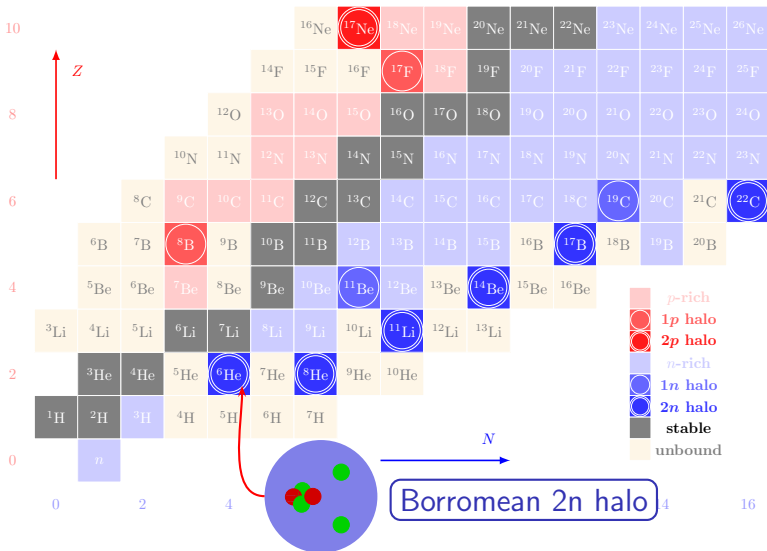 10 ¹⁶Ne ¹⁷Ne ¹⁸Ne ¹⁹Ne ²⁰Ne ²¹Ne ²²Ne ²³Ne ²⁴Ne ²⁵Ne ²⁶Ne
Z ¹⁴F ¹⁵F ¹⁶F ¹⁷F ¹⁸F ¹⁹F ²⁰F ²¹F ²²F ²³F ²⁴F ²⁵F
8 ¹²O ¹³O ¹⁴O ¹⁵O ¹⁶O ¹⁷O ¹⁸O ¹⁹O ²⁰O ²¹O ²²O ²³O ²⁴O
¹⁰N ¹¹N ¹²N ¹³N ¹⁴N ¹⁵N ¹⁶N ¹⁷N ¹⁸N ¹⁹N ²⁰N ²¹N ²²N ²³N
6 ⁸C ⁹C ¹⁰C ¹¹C ¹²C ¹³C ¹⁴C ¹⁵C ¹⁶C ¹⁷C ¹⁸C ¹⁹C ²⁰C ²¹C ²²C
⁶B ⁷B ⁸B ⁹B ¹⁰B ¹¹B ¹²B ¹³B ¹⁴B ¹⁵B ¹⁶B ¹⁷B ¹⁸B ¹⁹B ²⁰B
4 ⁵Be ⁶Be ⁷Be ⁸Be ⁹Be ¹⁰Be ¹¹Be ¹²Be ¹³Be ¹⁴Be ¹⁵Be ¹⁶Be
³Li ⁴Li ⁵Li ⁶Li ⁷Li ⁸Li ⁹Li ¹⁰Li ¹¹Li ¹²Li ¹³Li
2 ³He ⁴He ⁵He ⁶He ⁷He ⁸He ⁹He ¹⁰He
¹H ²H ³H ⁴H ⁵H ⁶H ⁷H
0 n
p-rich
1p halo
2p halo
n-rich
1n halo
2n halo
stable
unbound
N
0 2 4 14 16
Borromean 2n halo